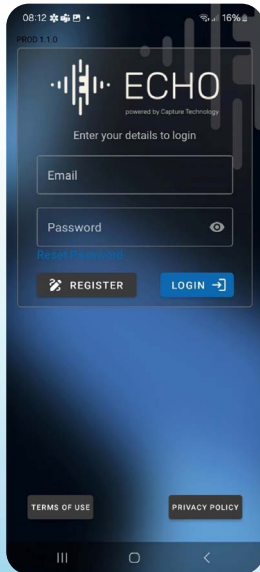 08:12 16%
PROD 1.1.0
ECHO
powered by Capture Technology
Enter your details to login
Email
Password
Reset Password
REGISTER LOGIN
TERMS OF USE PRIVACY POLICY